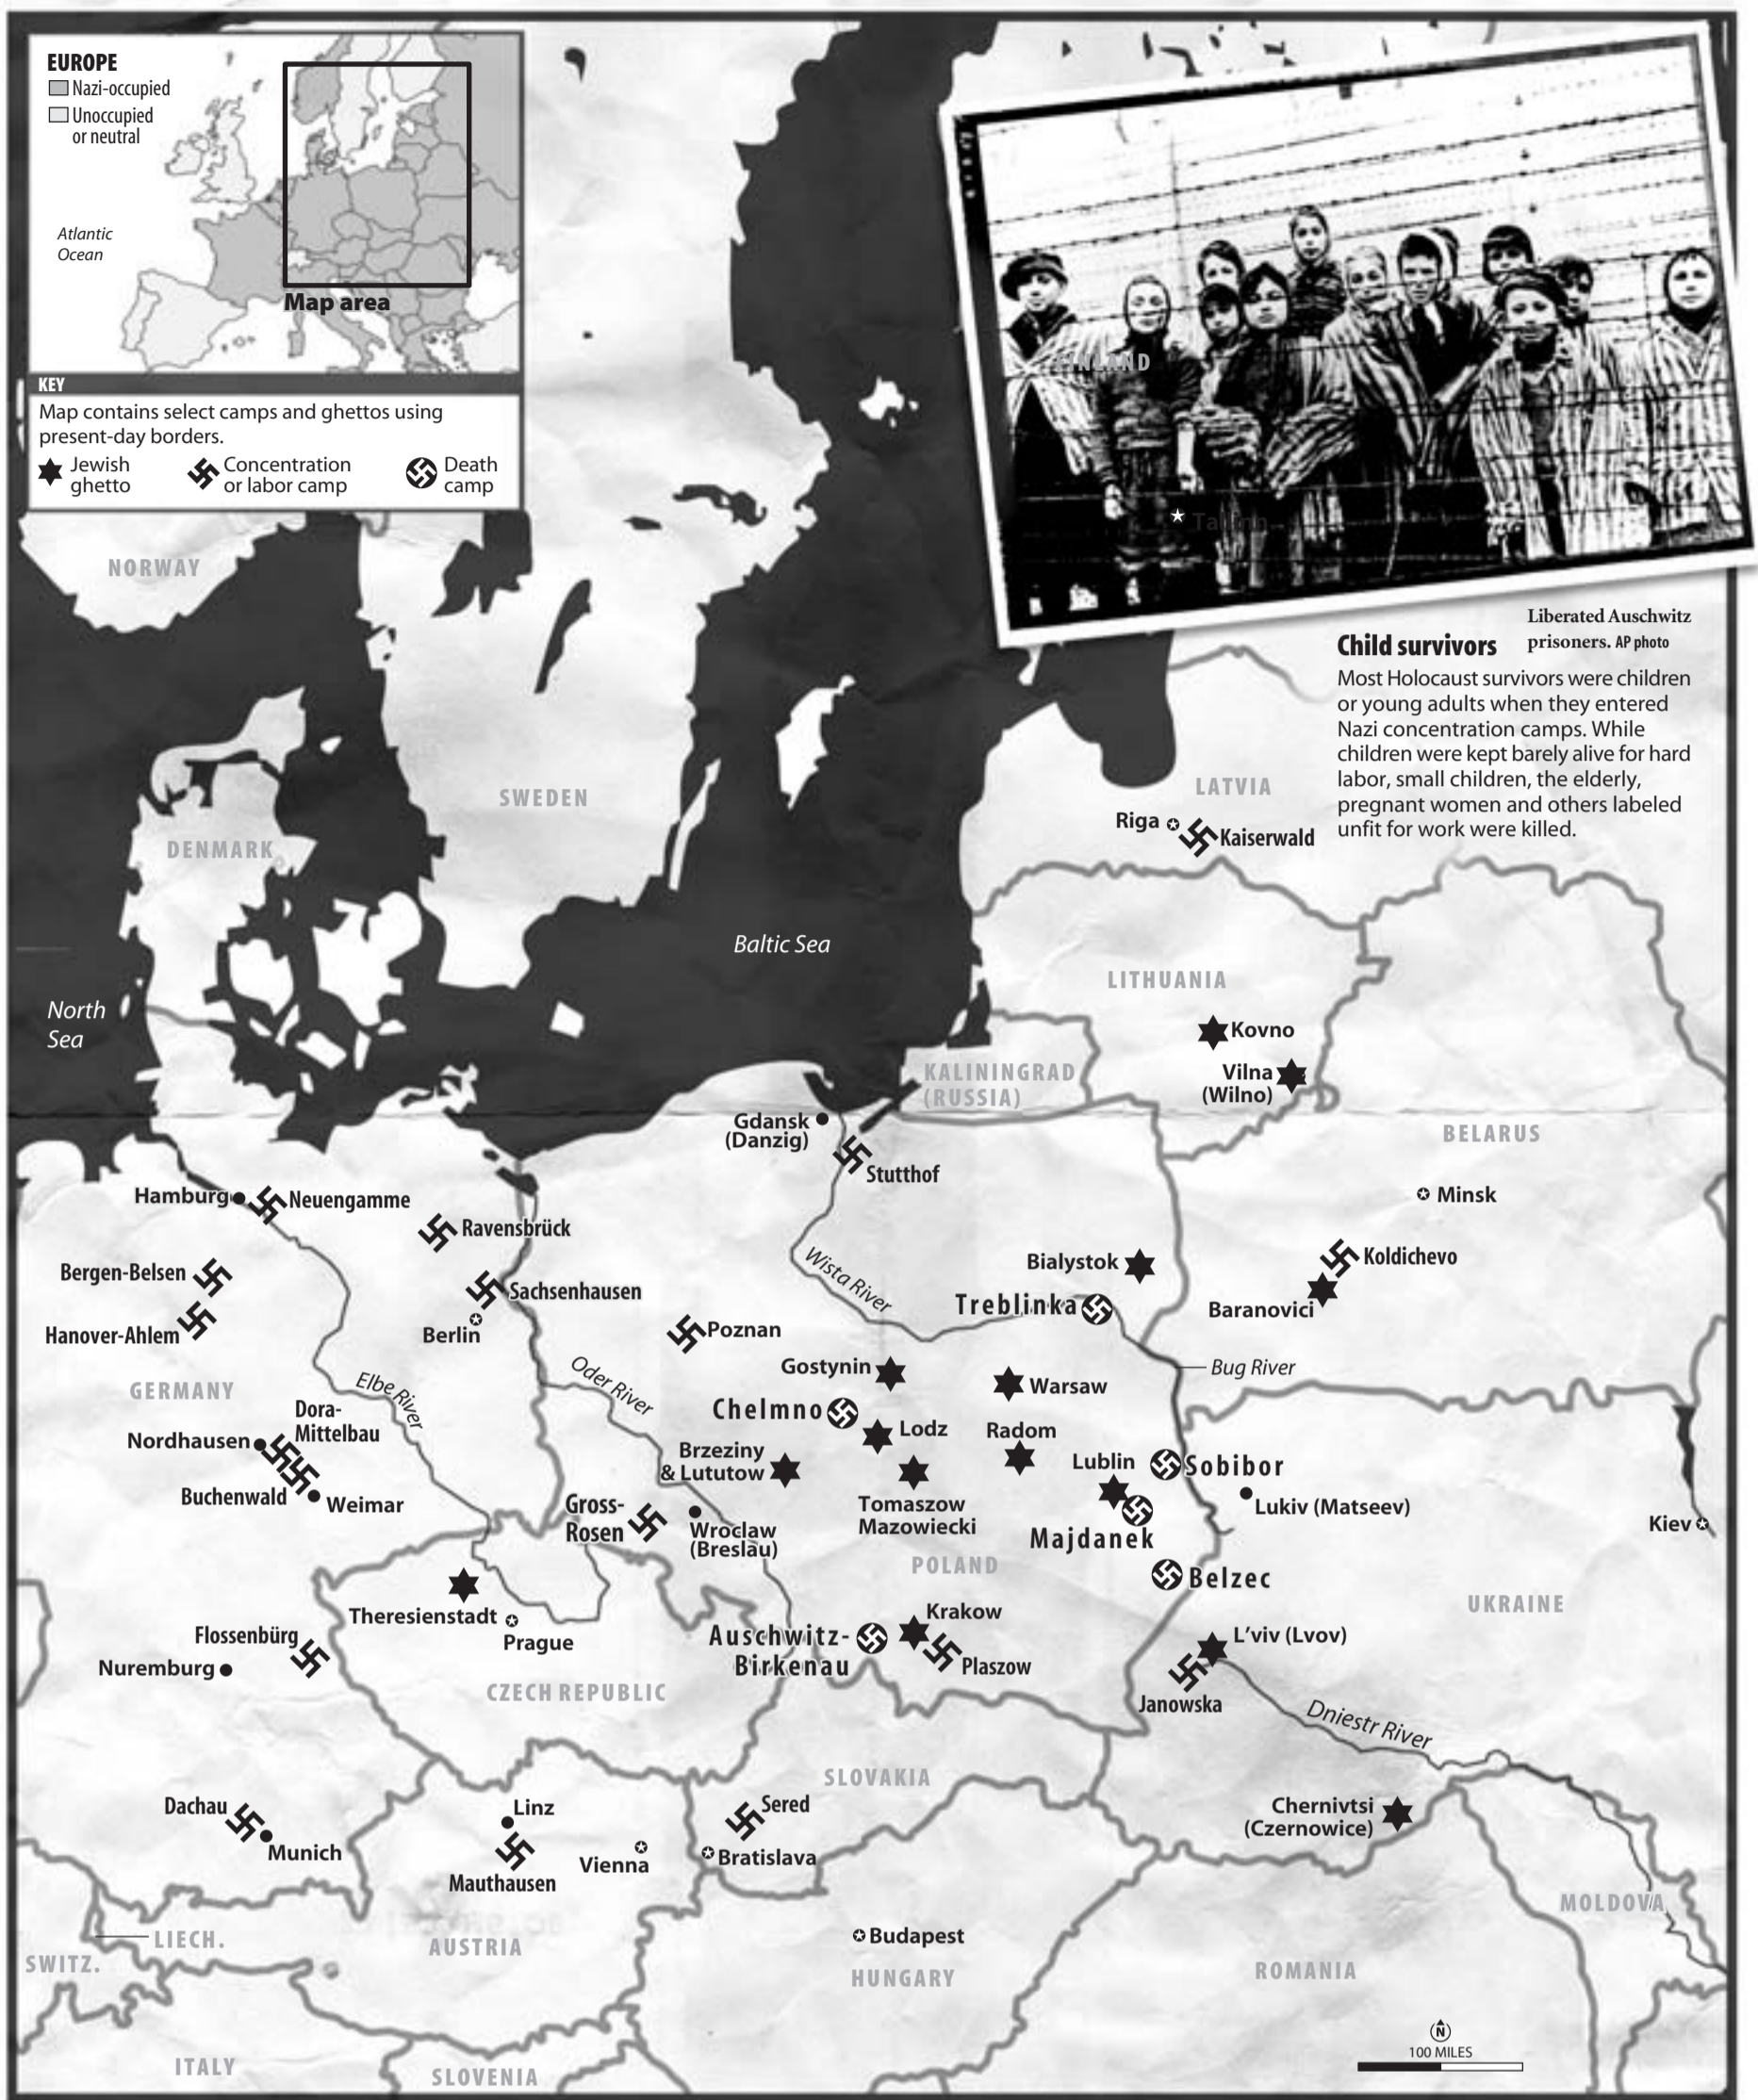 EUROPE
Nazi-occupied
Unoccupied
or neutral
Atlantic
Ocean
Map area
KEY
Map contains select camps and ghettos using
present-day borders.
Jewish
ghetto
Concentration
or labor camp
Death
camp
FINLAND
Tallinn
Liberated Auschwitz
prisoners. AP photo
Child survivors
Most Holocaust survivors were children
or young adults when they entered
Nazi concentration camps. While
children were kept barely alive for hard
labor, small children, the elderly,
pregnant women and others labeled
unfit for work were killed.
NORWAY
SWEDEN
DENMARK
LATVIA
Riga
Kaiserwald
Baltic Sea
North
Sea
LITHUANIA
Kovno
Vilna
(Wilno)
KALININGRAD
(RUSSIA)
BELARUS
Gdansk
(Danzig)
Stutthof
Minsk
Hamburg
Neuengamme
Ravensbrück
Bergen-Belsen
Sachsenhausen
Hanover-Ahlem
Berlin
Wista River
Bialystok
Koldichevo
Treblinka
Baranovici
Poznan
Gostynin
Warsaw
Bug River
GERMANY
Elbe River
Oder River
Chelmno
Dora-
Mittelbau
Nordhausen
Lodz
Radom
Brzeziny
& Lututow
Lublin
Sobibor
Buchenwald
Weimar
Gross-
Rosen
Wroclaw
(Breslau)
Tomaszow
Mazowiecki
Lukiv (Matseev)
Kiev
Majdanek
POLAND
Belzec
UKRAINE
Theresienstadt
Prague
Krakow
Auschwitz-
Birkenau
Plaszow
L'viv (Lvov)
Janowska
Flossenbürg
Nuremburg
CZECH REPUBLIC
Dniestr River
SLOVAKIA
Dachau
Munich
Linz
Mauthausen
Vienna
Sered
Bratislava
Chernivtsi
(Czernowice)
MOLDOVA
LIECH.
SWITZ.
AUSTRIA
Budapest
HUNGARY
ROMANIA
N
100 MILES
ITALY
SLOVENIA